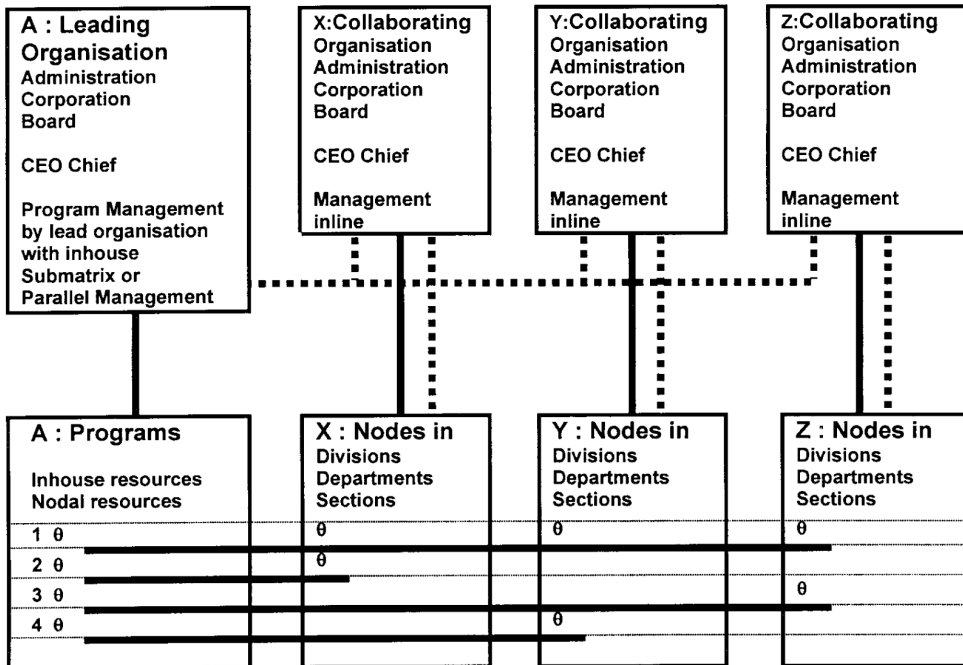 A : Leading
Organisation
Administration
Corporation
Board
CEO Chief
Program Management
by lead organisation
with inhouse
Submatrix or
Parallel Management
X:Collaborating
Organisation
Administration
Corporation
Board
CEO Chief
Management
inline
Y:Collaborating
Organisation
Administration
Corporation
Board
CEO Chief
Management
inline
Z:Collaborating
Organisation
Administration
Corporation
Board
CEO Chief
Management
inline
A : Programs
Inhouse resources
Nodal resources
X : Nodes in
Divisions
Departments
Sections
Y : Nodes in
Divisions
Departments
Sections
Z : Nodes in
Divisions
Departments
Sections
1 θ θ θ θ
2 θ θ
3 θ θ
4 θ θ